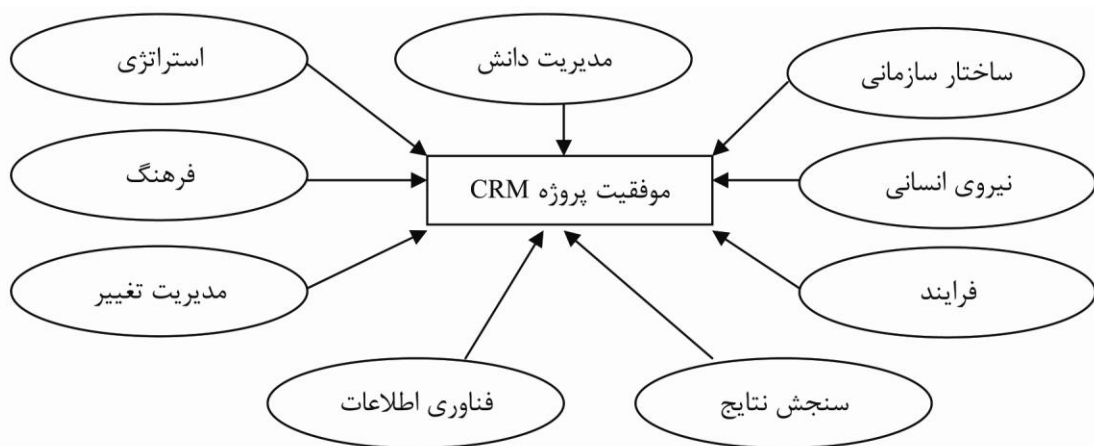 ساختار سازمانی
مدیریت دانش
استراتژی
نیروی انسانی
موفقیت پروژه CRM
فرهنگ
فرایند
مدیریت تغییر
سنجش نتایج
فناوری اطلاعات